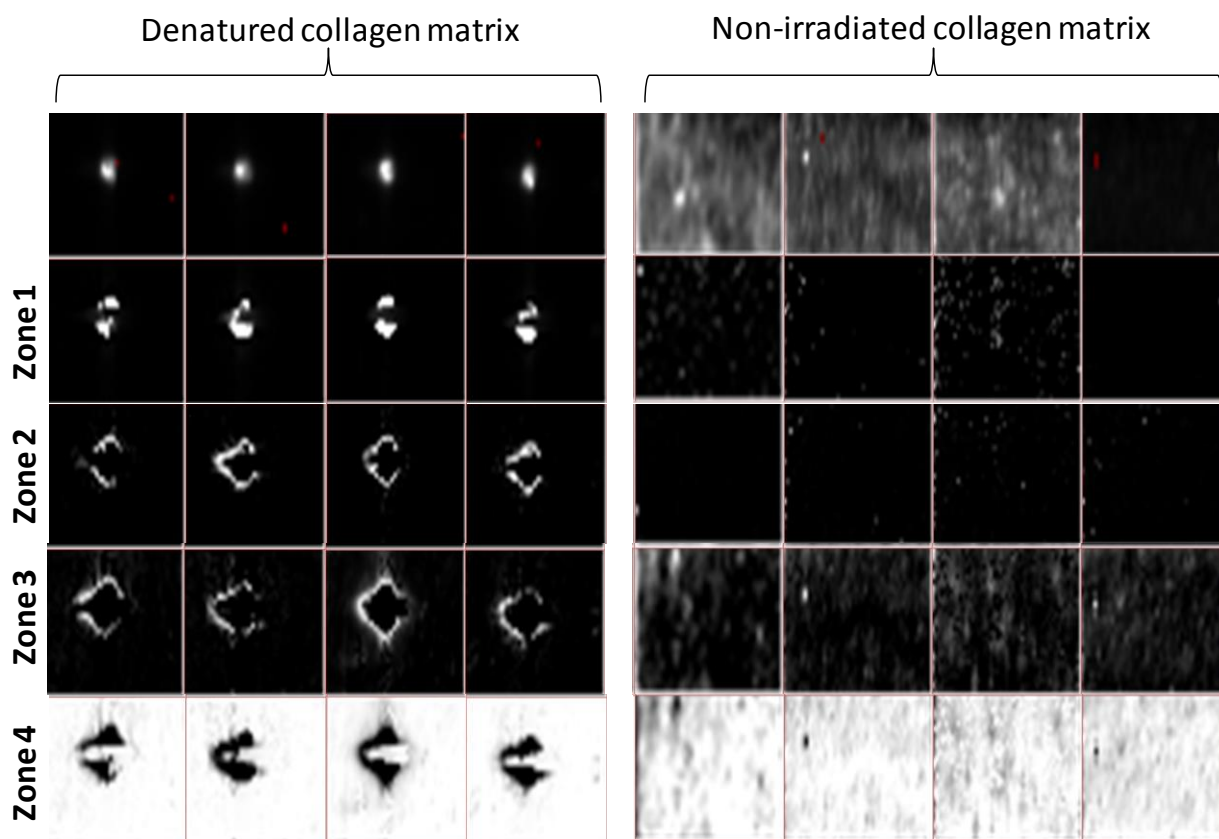 Denatured collagen matrix
Non-irradiated collagen matrix
Zone 1
Zone 2
Zone 3
Zone 4